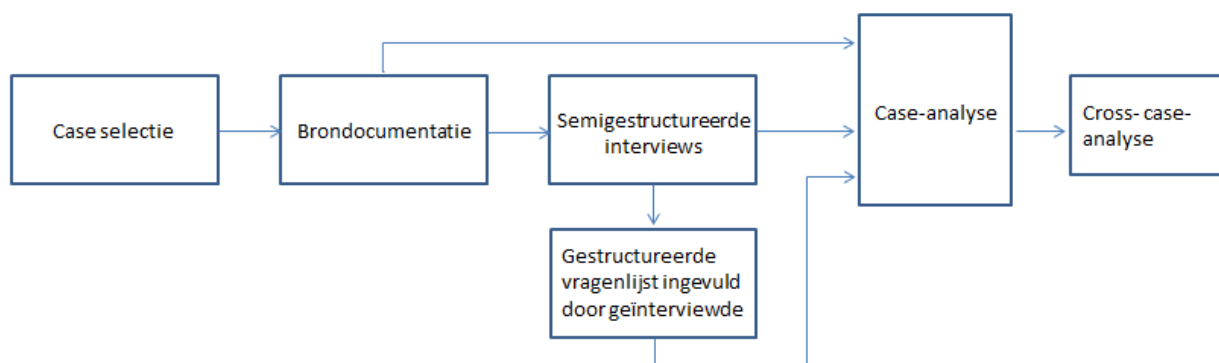 Case selectie
Brondocumentatie
Semigestructureerde
interviews
Gestructureerde
vragenlijst ingevuld
door geïnterviewde
Case-analyse
Cross- case-
analyse